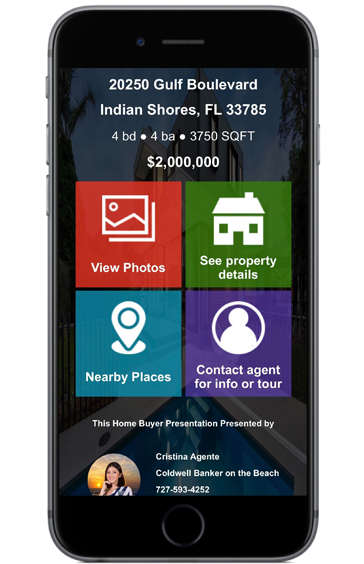 20250 Gulf Boulevard
Indian Shores, FL 33785
4 bd ● 4 ba ● 3750 SQFT
$2,000,000
View Photos
See property
details
Nearby Places
Contact agent
for info or tour
This Home Buyer Presentation Presented by
Cristina Agente
Coldwell Banker on the Beach
727-593-4252